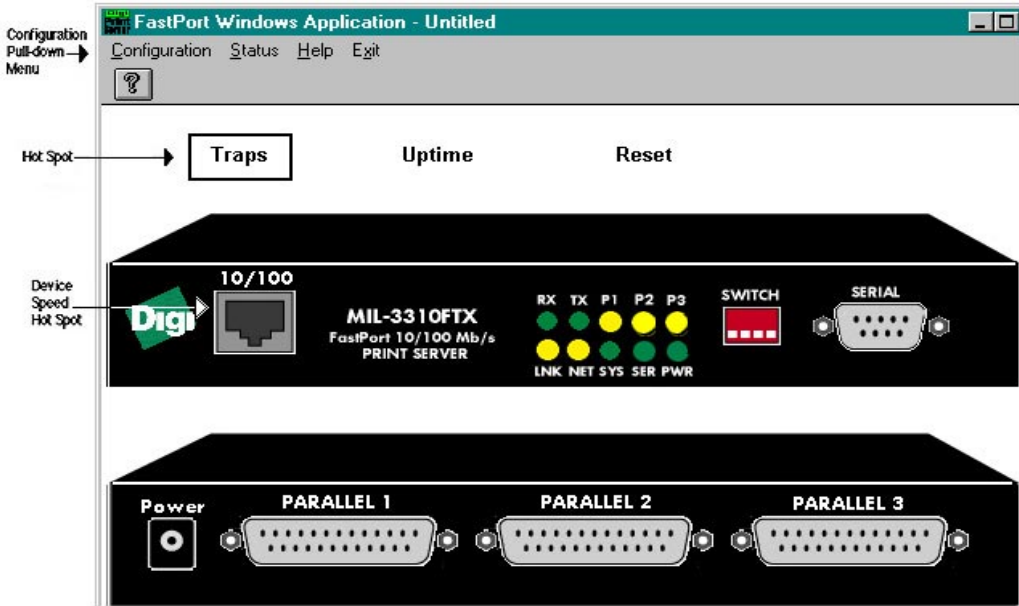 FastPort Windows Application - Untitled
Configuration
Pull-down
Menu
Configuration Status Help Exit
?
Hot Spot
Traps Uptime Reset
Device
Speed
Hot Spot
10/100
Digi
MIL-3310FTX
FastPort 10/100 Mb/s
PRINT SERVER
RX TX P1 P2 P3
LNK NET SYS SER PWR
SWITCH
SERIAL
Power
PARALLEL 1
PARALLEL 2
PARALLEL 3